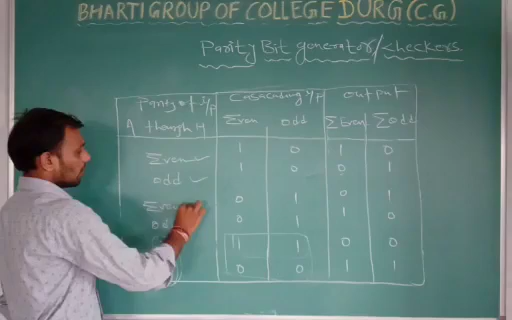 BHARTI GROUP OF COLLEGE DURG (C.G)
Parity Bit generator/checkers
Parity of I/P Cascading I/P output
A though H Σeven odd ΣEven Σodd
Σeven 1 0 1 0
odd 1 0 0 1
Σeven 0 1 0 1
0 1 1 0
1 1 0 0
0 0 1 1